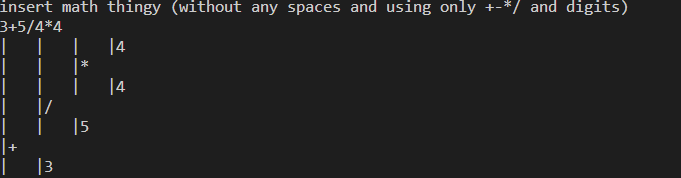 insert math thingy (without any spaces and using only +-*/ and digits)
3+5/4*4
|   |   |   |4
|   |   |*
|   |   |   |4
|   |/
|   |   |5
|+
|   |3